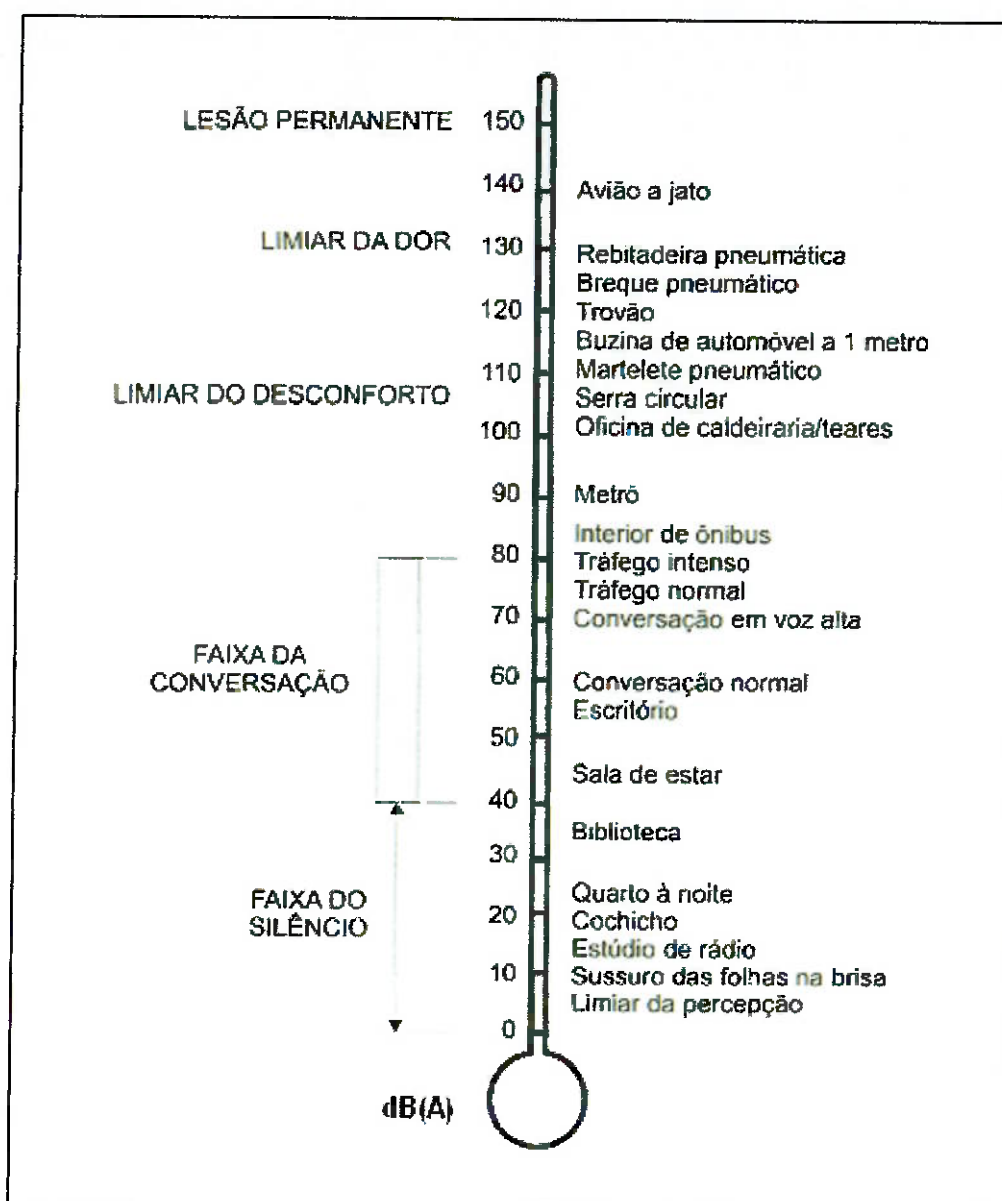 LESÃO PERMANENTE 150
140 Avião a jato
LIMIAR DA DOR 130
Rebitadeira pneumática
Breque pneumático
120 Trovão
Buzina de automóvel a 1 metro
110 Martelete pneumático
LIMIAR DO DESCONFORTO
Serra circular
100 Oficina de caldeiraria/teares
90 Metrô
Interior de ônibus
80 Tráfego intenso
Tráfego normal
70 Conversação em voz alta
FAIXA DA
CONVERSAÇÃO
60 Conversação normal
Escritório
50
Sala de estar
40
Biblioteca
30
FAIXA DO
SILÊNCIO
Quarto à noite
20 Cochicho
Estúdio de rádio
10 Sussuro das folhas na brisa
Limiar da percepção
0
dB(A)